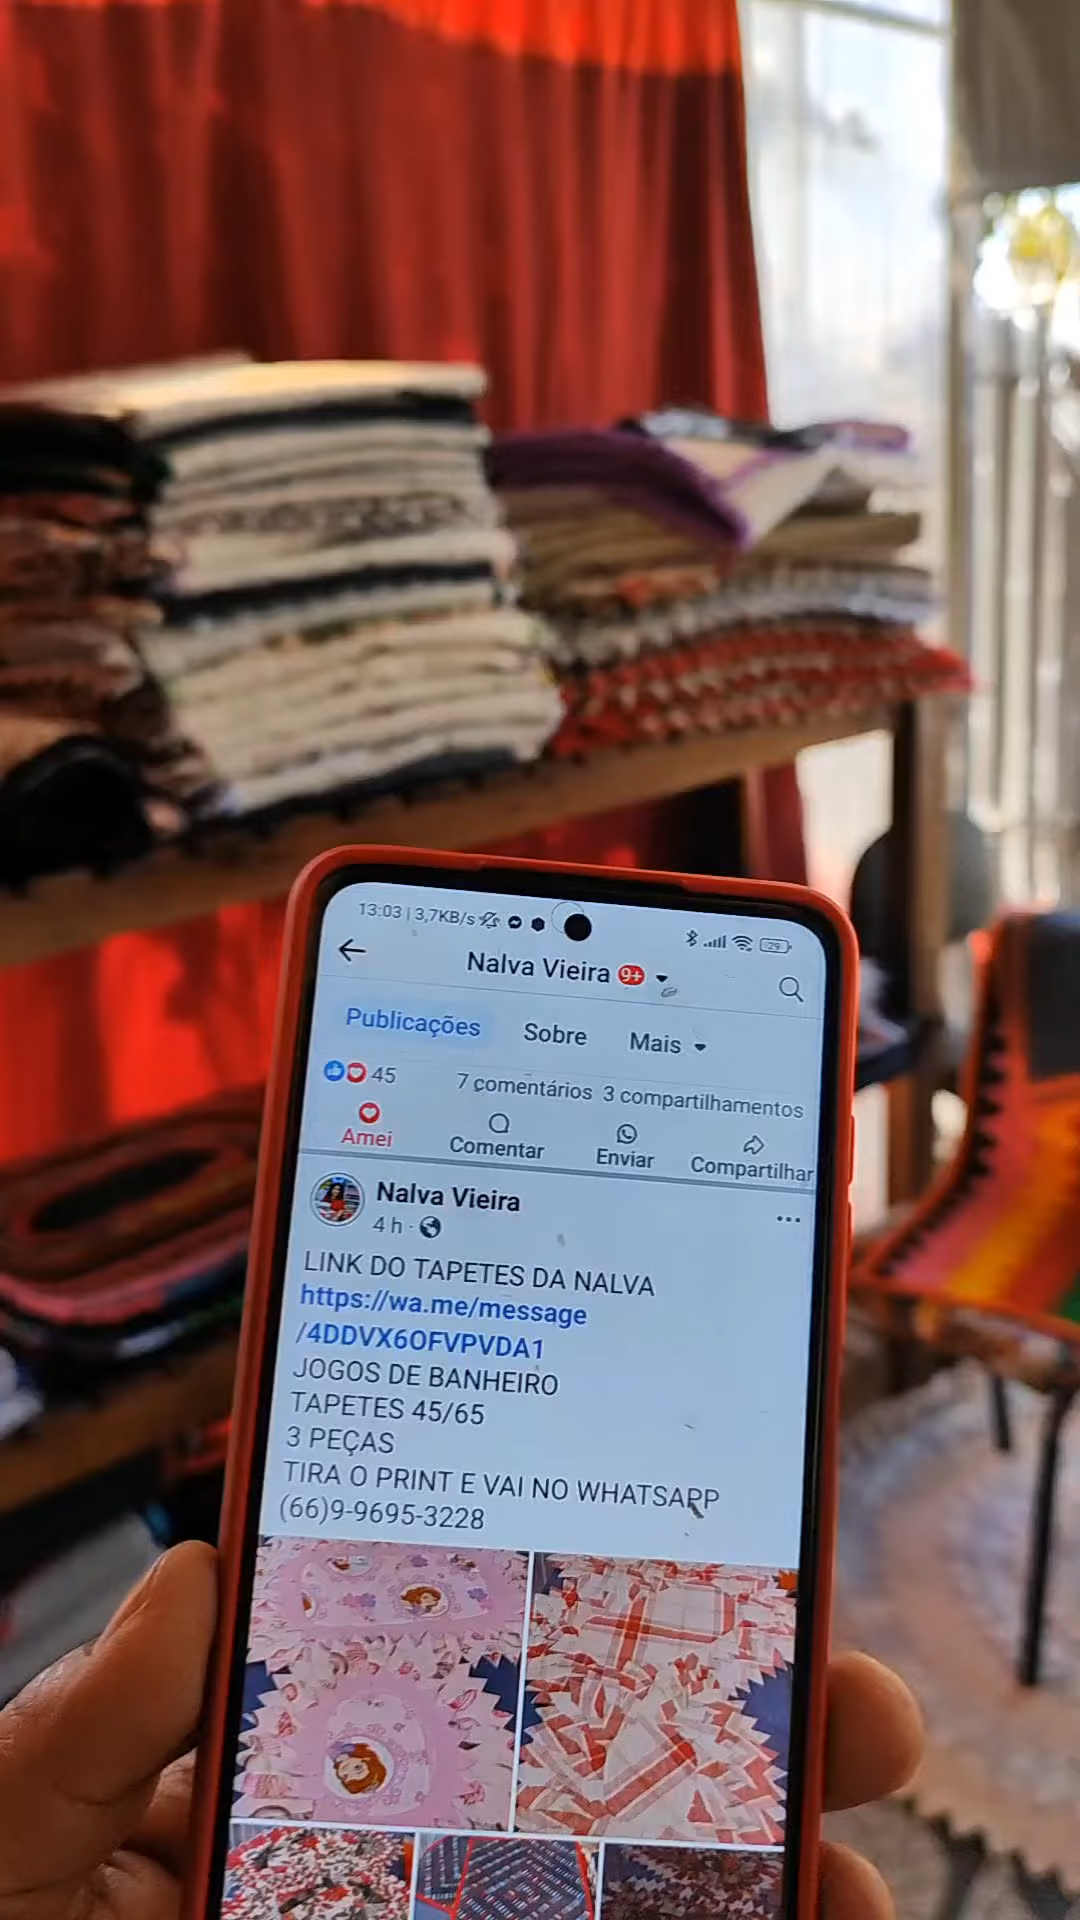 13:03 | 3,7KB/s
29
Nalva Vieira 9+
Publicações Sobre Mais
45 7 comentários 3 compartilhamentos
Amei Comentar Enviar Compartilhar
Nalva Vieira
4 h ·
LINK DO TAPETES DA NALVA
https://wa.me/message
/4DDVX6OFVPVDA1
JOGOS DE BANHEIRO
TAPETES 45/65
3 PEÇAS
TIRA O PRINT E VAI NO WHATSAPP
(66)9-9695-3228